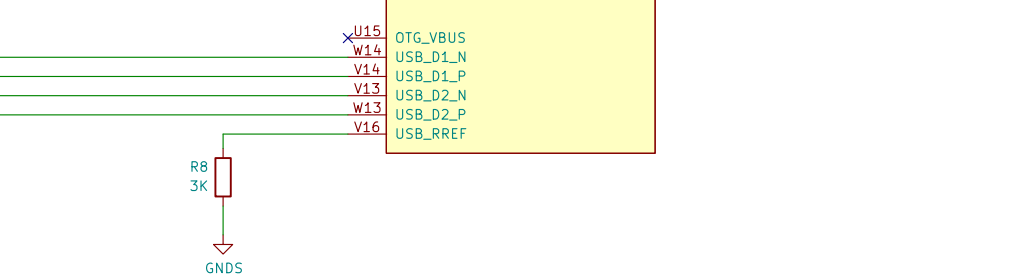 U15 OTG_VBUS
W14 USB_D1_N
V14 USB_D1_P
V13 USB_D2_N
W13 USB_D2_P
V16 USB_RREF
R8
3K
GNDS